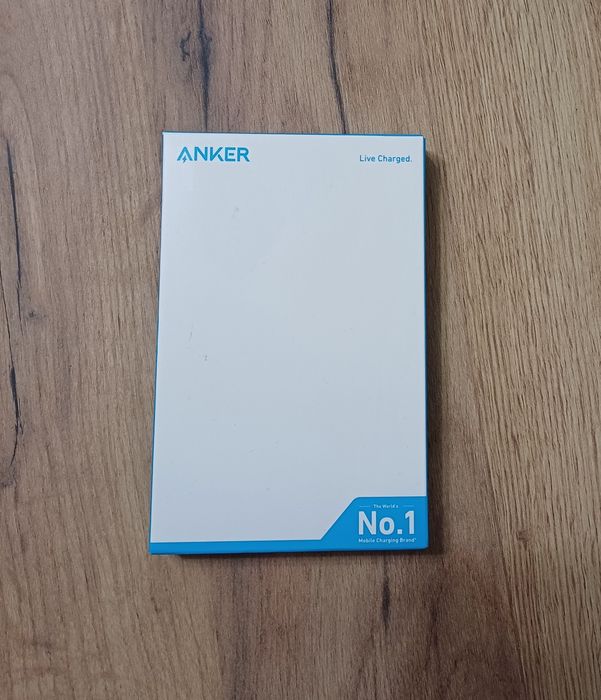 ANKER
Live Charged.
The World's
No.1
Mobile Charging Brand*